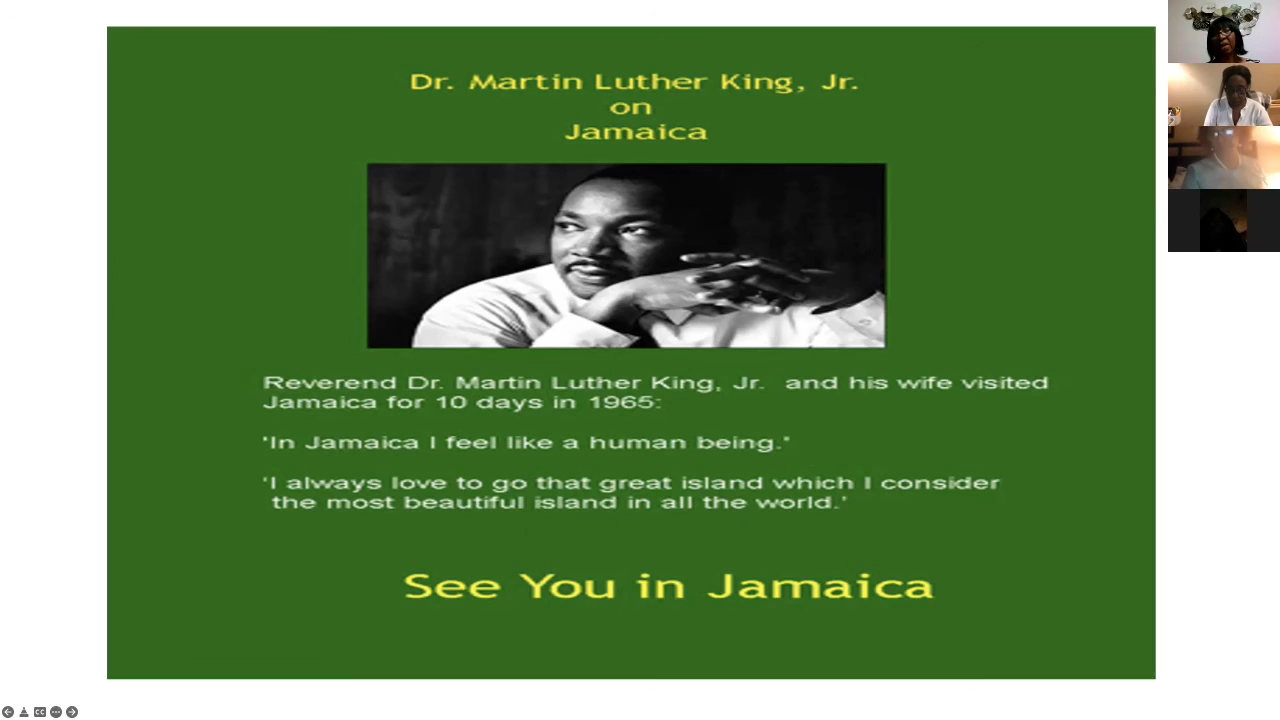 Dr. Martin Luther King, Jr.
on
Jamaica
Reverend Dr. Martin Luther King, Jr. and his wife visited
Jamaica for 10 days in 1965:
'In Jamaica I feel like a human being.'
'I always love to go that great island which I consider
the most beautiful island in all the world.'
See You in Jamaica
CC